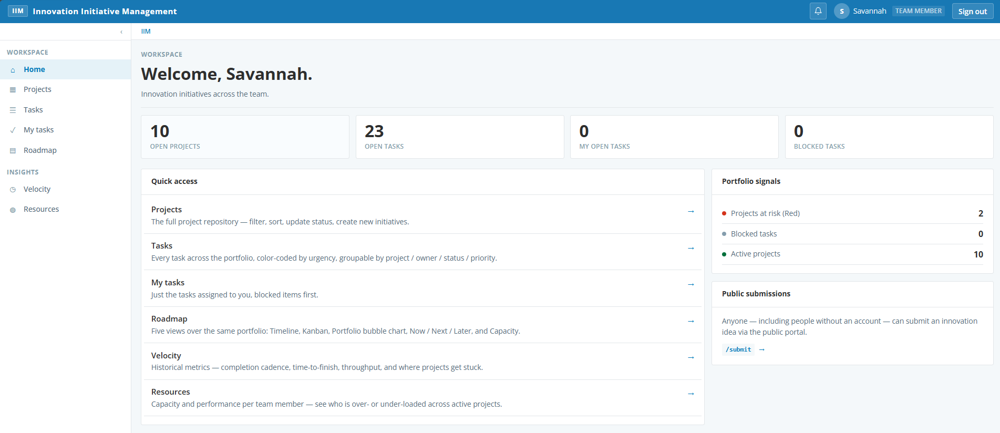 IIM Innovation Initiative Management
S Savannah TEAM MEMBER Sign out
‹
IIM
WORKSPACE
Home
Projects
Tasks
My tasks
Roadmap
INSIGHTS
Velocity
Resources
WORKSPACE
Welcome, Savannah.
Innovation initiatives across the team.
10
OPEN PROJECTS
23
OPEN TASKS
0
MY OPEN TASKS
0
BLOCKED TASKS
Quick access
Projects →
The full project repository — filter, sort, update status, create new initiatives.
Tasks →
Every task across the portfolio, color-coded by urgency, groupable by project / owner / status / priority.
My tasks →
Just the tasks assigned to you, blocked items first.
Roadmap →
Five views over the same portfolio: Timeline, Kanban, Portfolio bubble chart, Now / Next / Later, and Capacity.
Velocity →
Historical metrics — completion cadence, time-to-finish, throughput, and where projects get stuck.
Resources →
Capacity and performance per team member — see who is over- or under-loaded across active projects.
Portfolio signals
Projects at risk (Red) 2
Blocked tasks 0
Active projects 10
Public submissions
Anyone — including people without an account — can submit an innovation
idea via the public portal.
/submit →